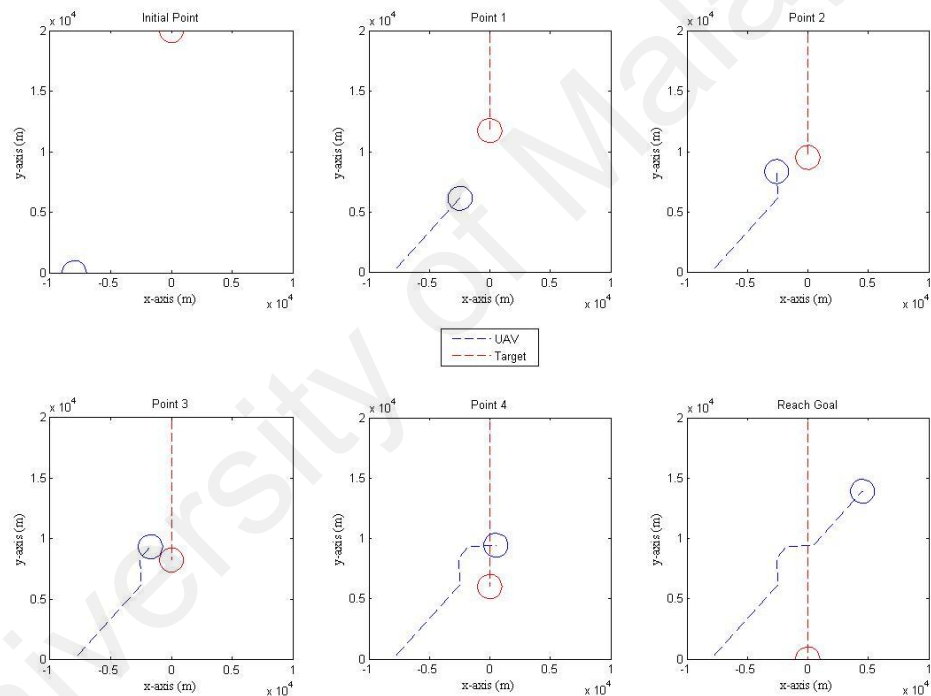 Initial Point
x 10^4
2
1.5
1
0.5
0
y-axis (m)
-1 -0.5 0 0.5 1
x-axis (m)
x 10^4
Point 1
x 10^4
2
1.5
1
0.5
0
y-axis (m)
-1 -0.5 0 0.5 1
x-axis (m)
x 10^4
Point 2
x 10^4
2
1.5
1
0.5
0
y-axis (m)
-1 -0.5 0 0.5 1
x-axis (m)
x 10^4
UAV
Target
Point 3
x 10^4
2
1.5
1
0.5
0
y-axis (m)
-1 -0.5 0 0.5 1
x-axis (m)
x 10^4
Point 4
x 10^4
2
1.5
1
0.5
0
y-axis (m)
-1 -0.5 0 0.5 1
x-axis (m)
x 10^4
Reach Goal
x 10^4
2
1.5
1
0.5
0
y-axis (m)
-1 -0.5 0 0.5 1
x-axis (m)
x 10^4